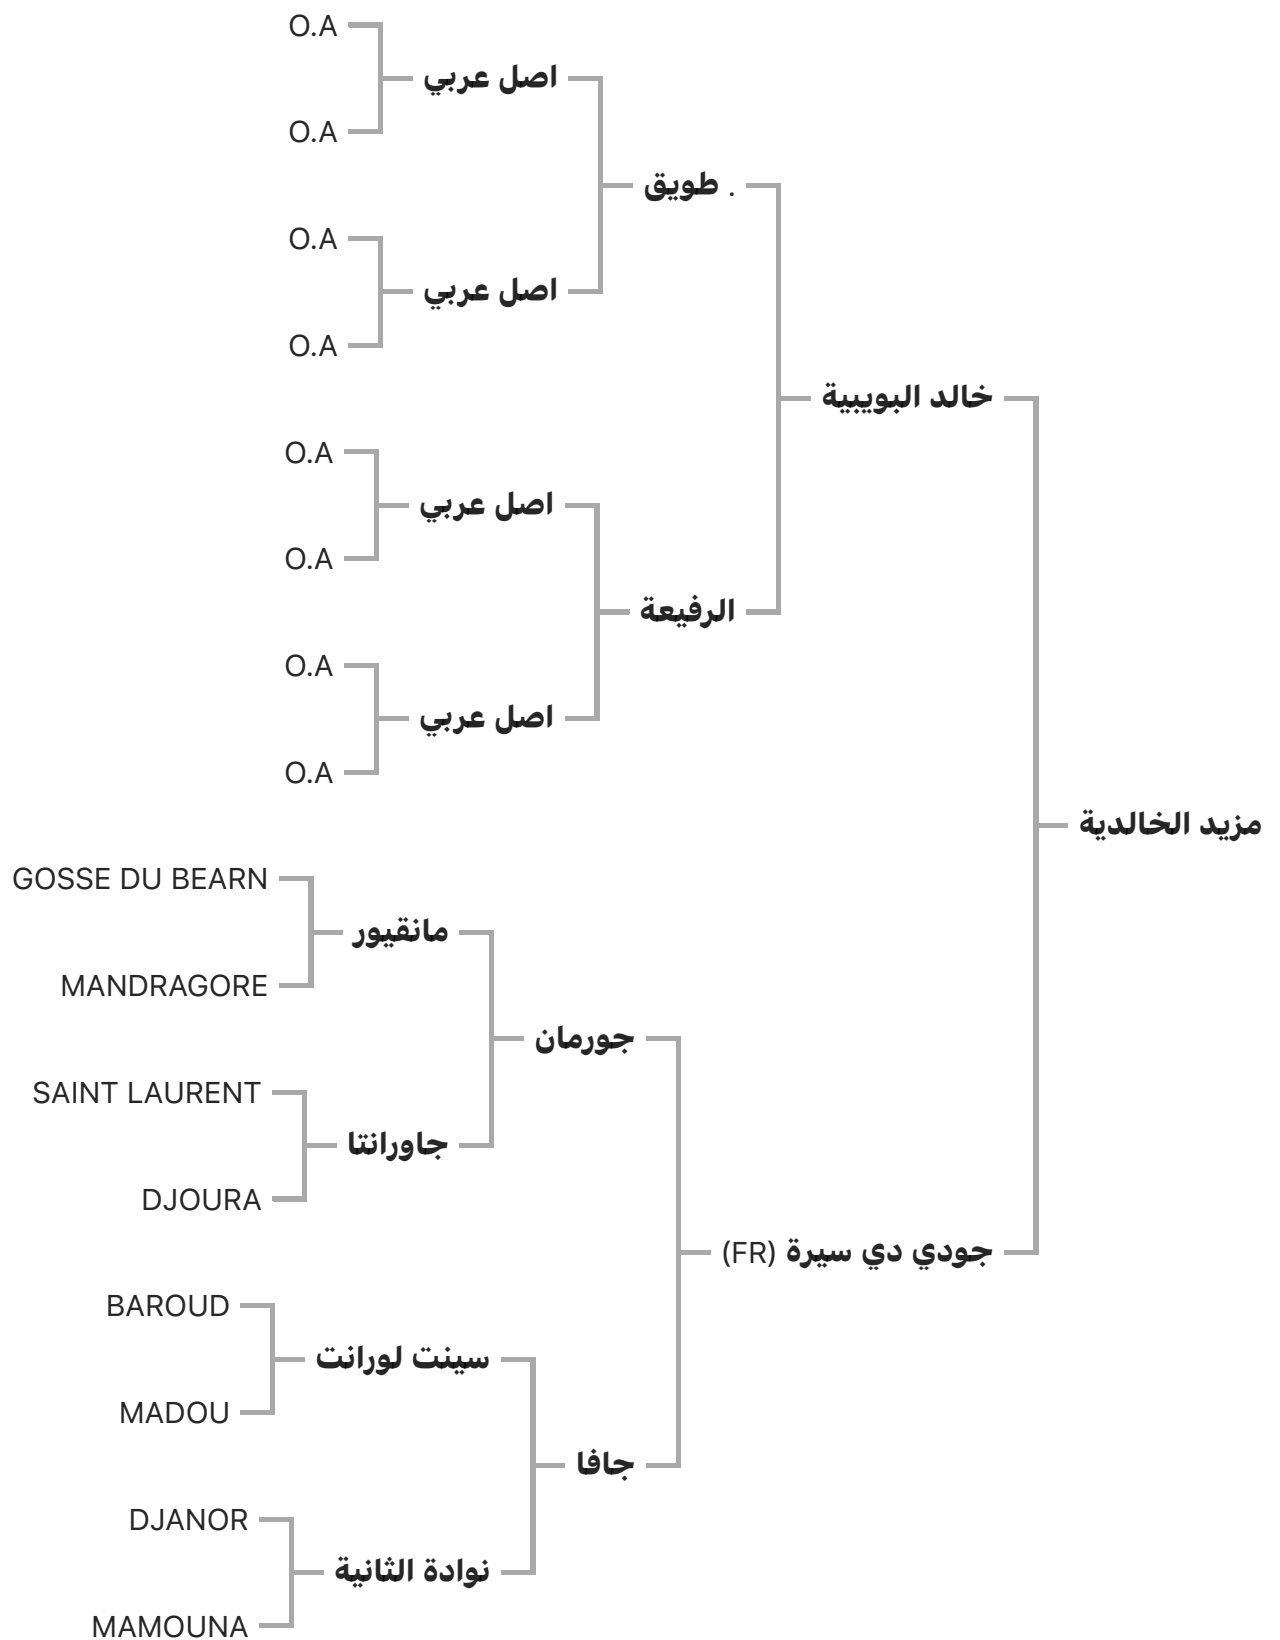 O.A
اصل عربي
O.A
طويق .
O.A
اصل عربي
O.A
خالد البويبية
O.A
اصل عربي
O.A
الرفيعة
O.A
اصل عربي
O.A
مزيد الخالدية
GOSSE DU BEARN
مانقيور
MANDRAGORE
جورمان
SAINT LAURENT
جاورانتا
DJOURA
جودي دي سيرة (FR)
BAROUD
سينت لورانت
MADOU
جافا
DJANOR
نوادة الثانية
MAMOUNA